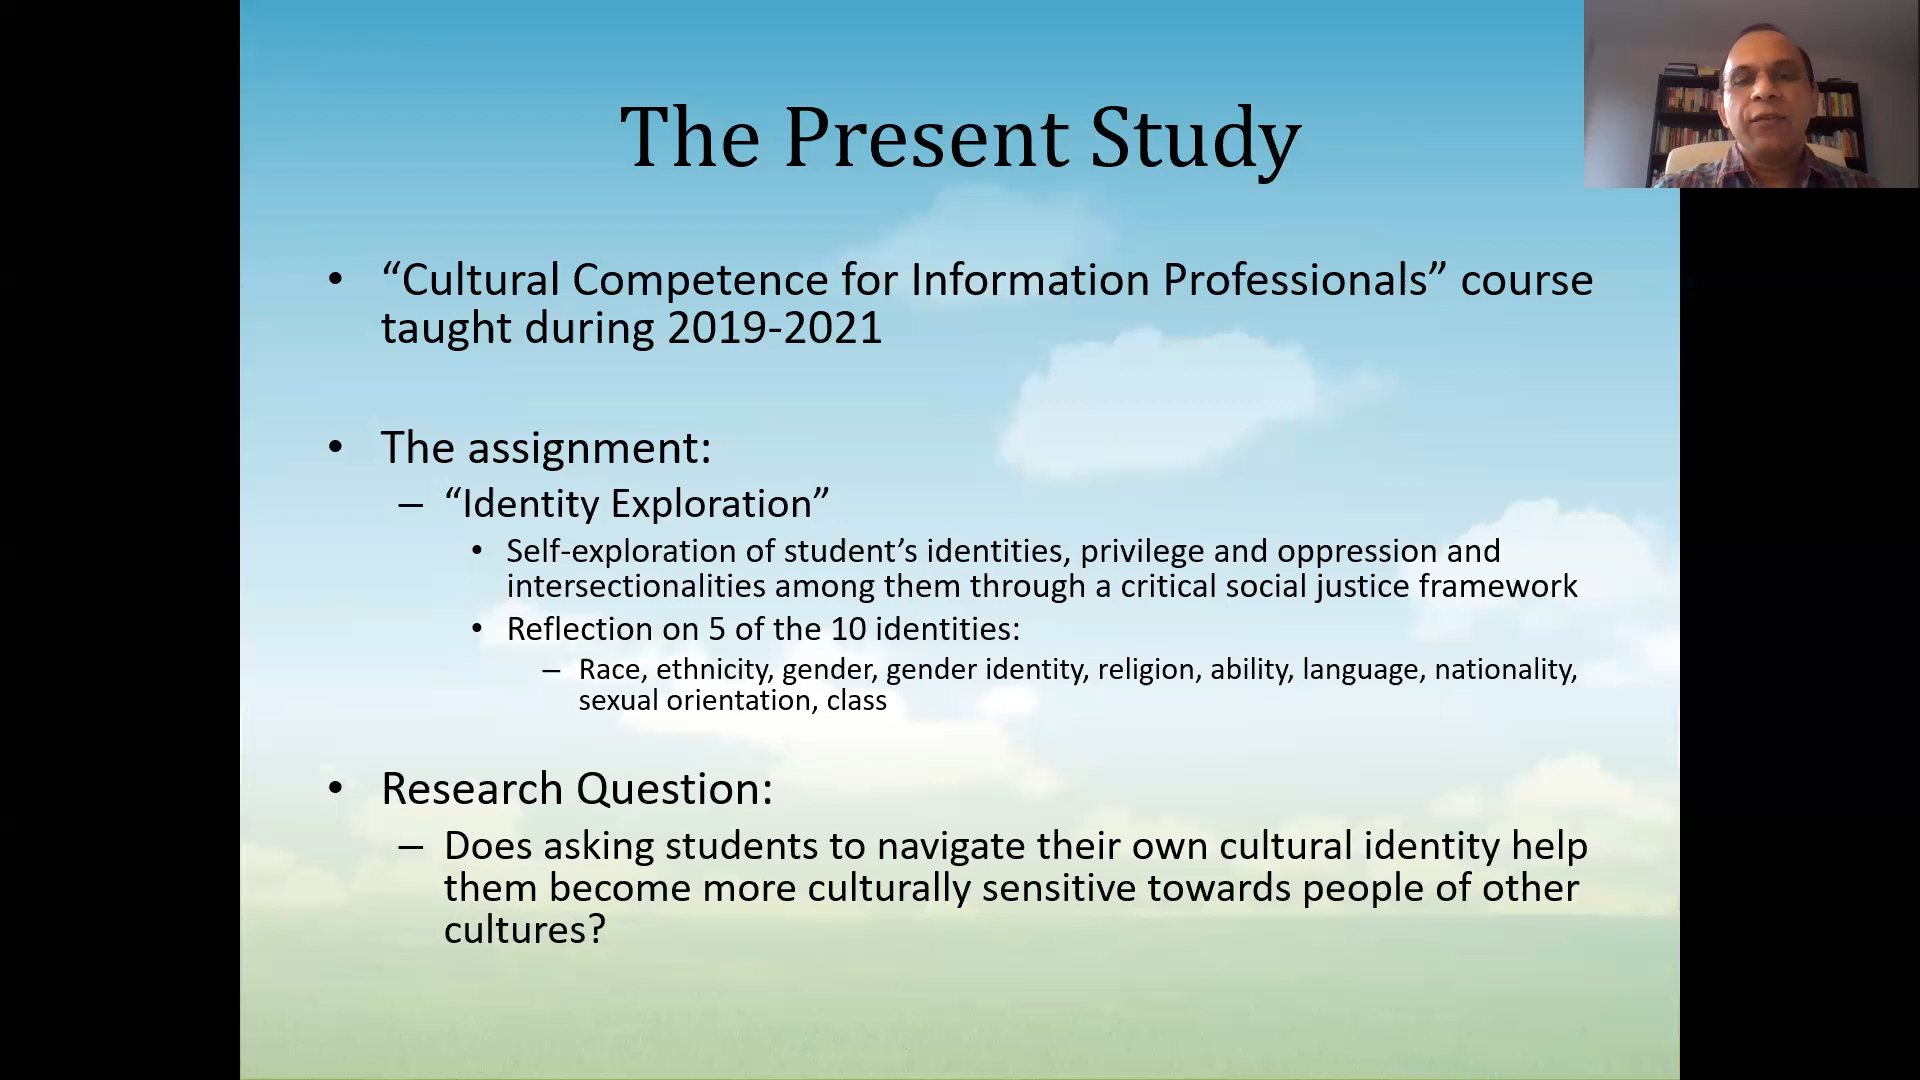 The Present Study
• “Cultural Competence for Information Professionals” course
taught during 2019-2021
• The assignment:
– “Identity Exploration”
• Self-exploration of student’s identities, privilege and oppression and
intersectionalities among them through a critical social justice framework
• Reflection on 5 of the 10 identities:
– Race, ethnicity, gender, gender identity, religion, ability, language, nationality,
sexual orientation, class
• Research Question:
– Does asking students to navigate their own cultural identity help
them become more culturally sensitive towards people of other
cultures?